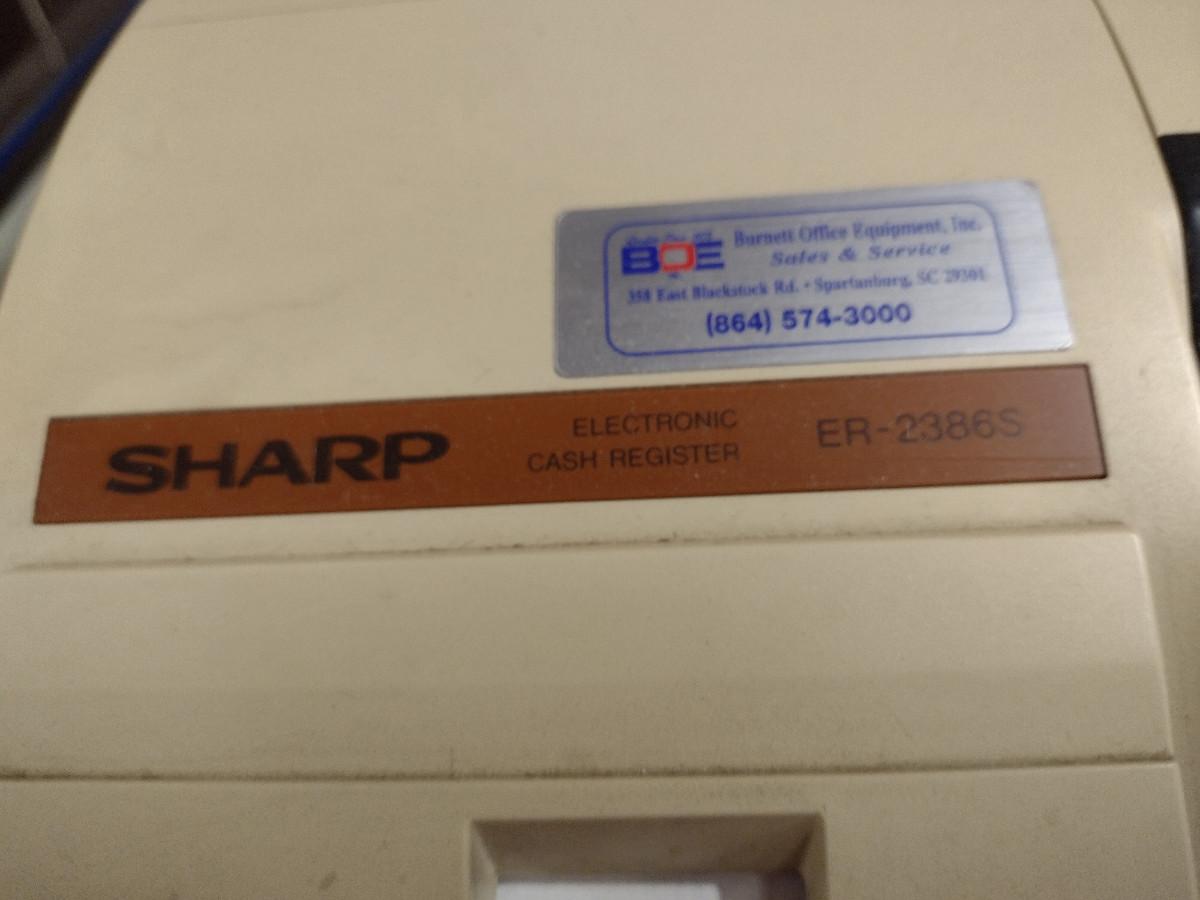 BOE
Burnett Office Equipment, Inc.
Sales & Service
358 East Blackstock Rd. • Spartanburg, SC 29301
(864) 574-3000
SHARP
ELECTRONIC
CASH REGISTER
ER-2386S